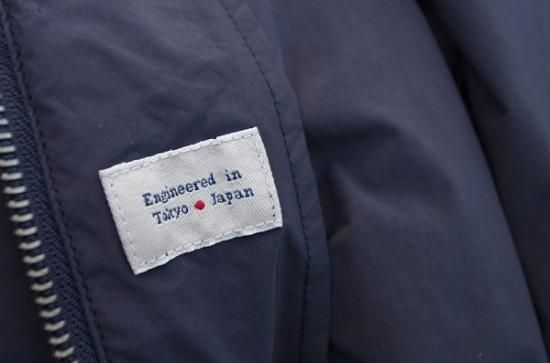 Engineered in
Tokyo • Japan